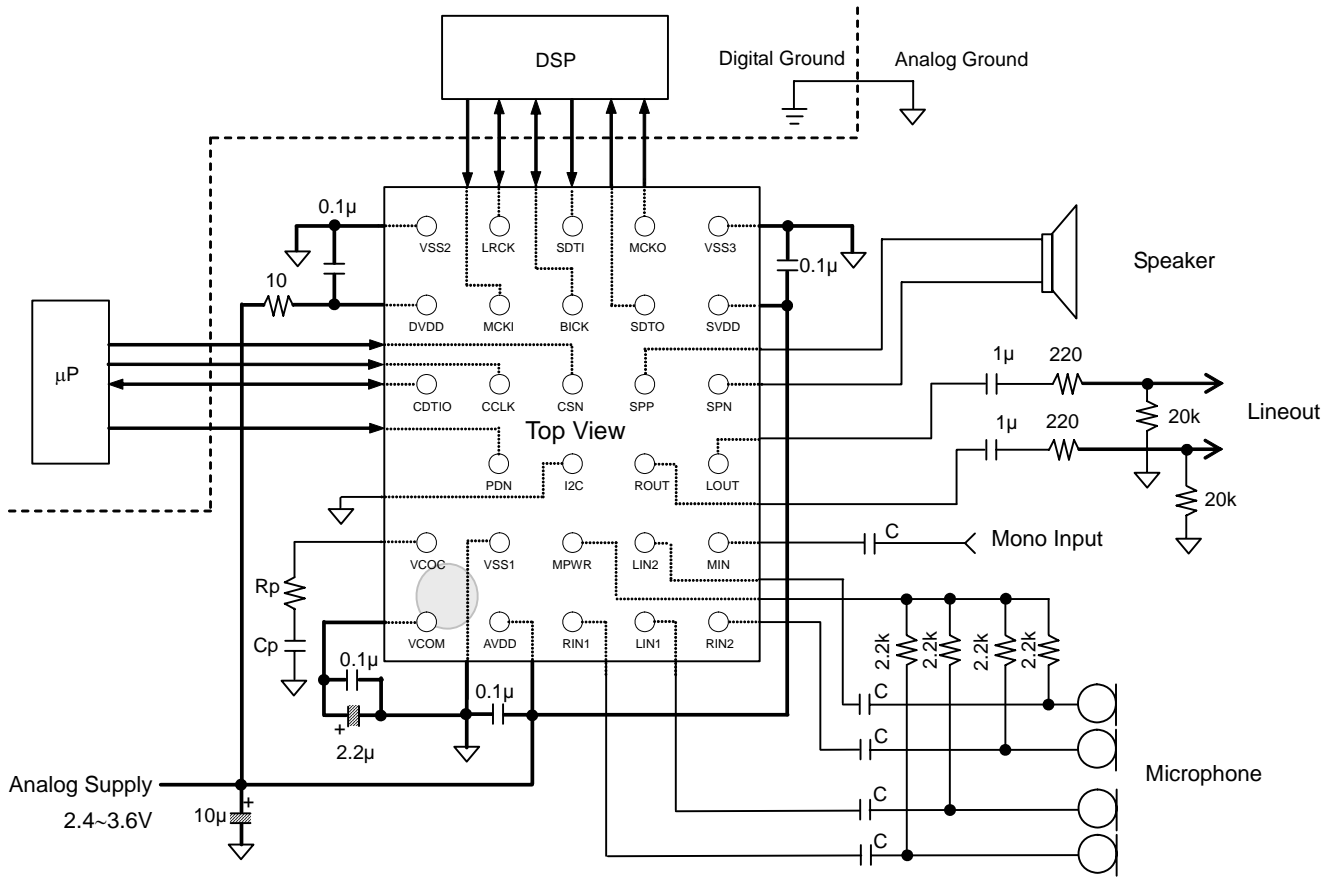 DSP
Digital Ground
Analog Ground
0.1µ
VSS2
LRCK
SDTI
MCKO
VSS3
0.1µ
Speaker
10
DVDD
MCKI
BICK
SDTO
SVDD
µP
1µ
220
CDTIO
CCLK
CSN
SPP
SPN
Lineout
20k
Top View
1µ
220
PDN
I2C
ROUT
LOUT
20k
C
Mono Input
VCOC
VSS1
MPWR
LIN2
MIN
Rp
Cp
VCOM
AVDD
RIN1
LIN1
RIN2
2.2k
2.2k
2.2k
2.2k
0.1µ
0.1µ
C
+
2.2µ
C
Microphone
Analog Supply
2.4~3.6V
+
10µ
C
C